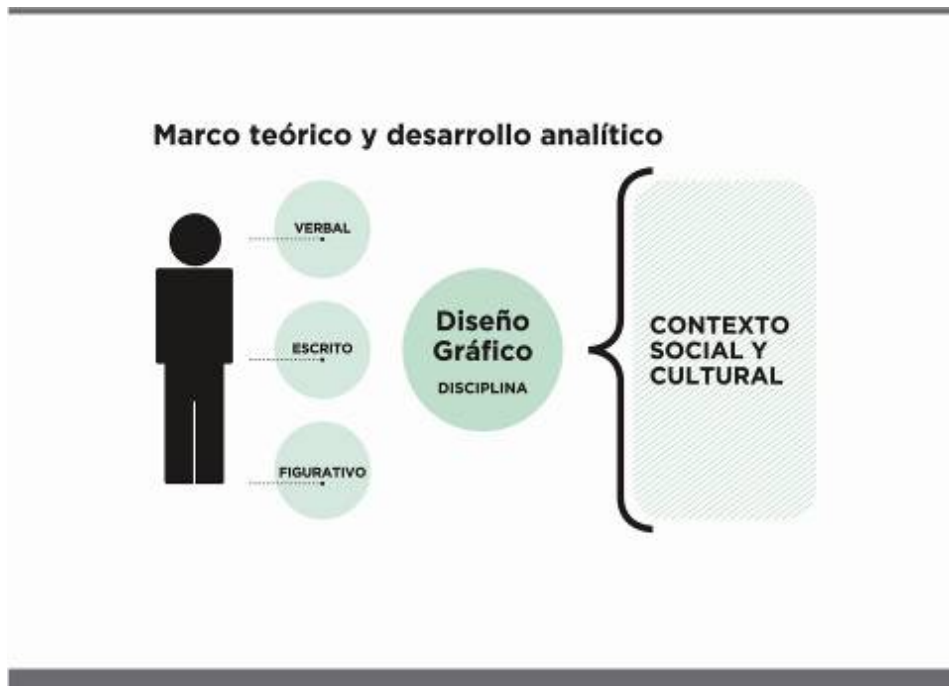 Marco teórico y desarrollo analítico
VERBAL
ESCRITO
FIGURATIVO
Diseño
Gráfico
DISCIPLINA
CONTEXTO
SOCIAL Y
CULTURAL